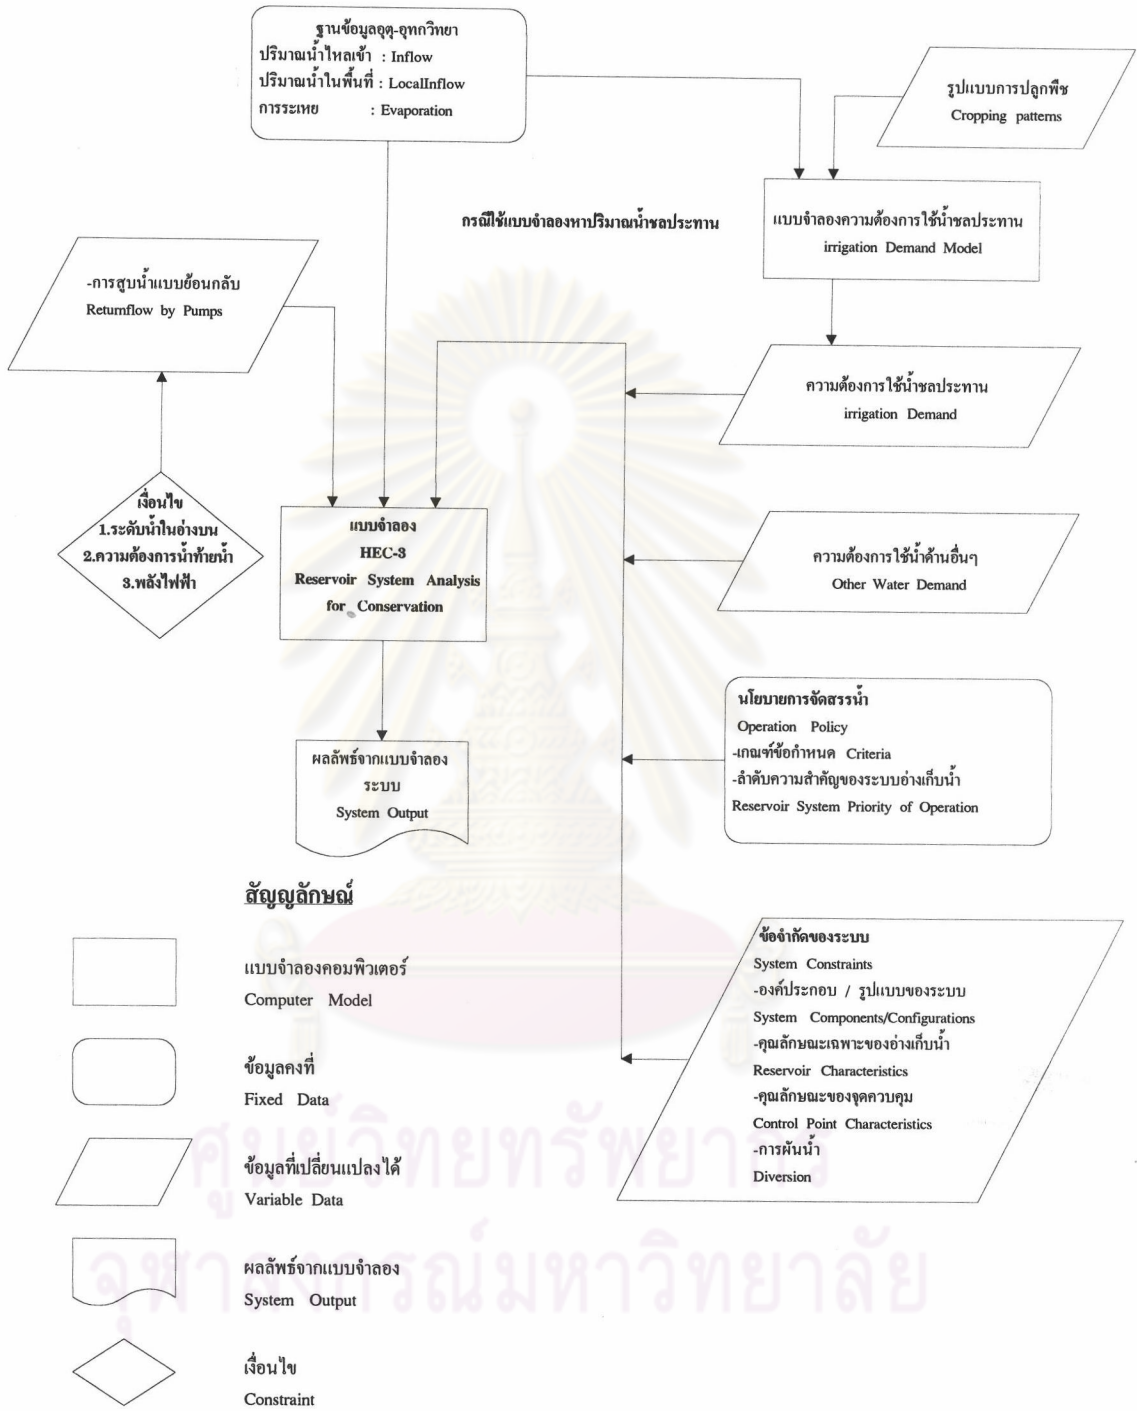 ฐานข้อมูลอุตุ-อุทกวิทยา
ปริมาณน้ำไหลเข้า : Inflow
ปริมาณน้ำในพื้นที่ : LocalInflow
การระเหย : Evaporation
รูปแบบการปลูกพืช
Cropping patterns
กรณีใช้แบบจำลองหาปริมาณน้ำชลประทาน
แบบจำลองความต้องการใช้น้ำชลประทาน
irrigation Demand Model
-การสูบน้ำแบบย้อนกลับ
Returnflow by Pumps
ความต้องการใช้น้ำชลประทาน
irrigation Demand
เงื่อนไข
1.ระดับน้ำในอ่างบน
2.ความต้องการน้ำท้ายน้ำ
3.พลังไฟฟ้า
แบบจำลอง
HEC-3
Reservoir System Analysis
for Conservation
ความต้องการใช้น้ำด้านอื่นๆ
Other Water Demand
นโยบายการจัดสรรน้ำ
Operation Policy
-เกณฑ์ข้อกำหนด Criteria
-ลำดับความสำคัญของระบบอ่างเก็บน้ำ
Reservoir System Priority of Operation
ผลลัพธ์จากแบบจำลอง
ระบบ
System Output
ข้อจำกัดของระบบ
System Constraints
-องค์ประกอบ / รูปแบบของระบบ
System Components/Configurations
-คุณลักษณะเฉพาะของอ่างเก็บน้ำ
Reservoir Characteristics
-คุณลักษณะของจุดควบคุม
Control Point Characteristics
-การผันน้ำ
Diversion
สัญญูลักษณ์
แบบจำลองคอมพิวเตอร์
Computer Model
ข้อมูลคงที่
Fixed Data
ข้อมูลที่เปลี่ยนแปลงได้
Variable Data
ผลลัพธ์จากแบบจำลอง
System Output
เงื่อนไข
Constraint
ศูนย์วิทยทรัพยากร
จุฬาลงกรณ์มหาวิทยาลัย